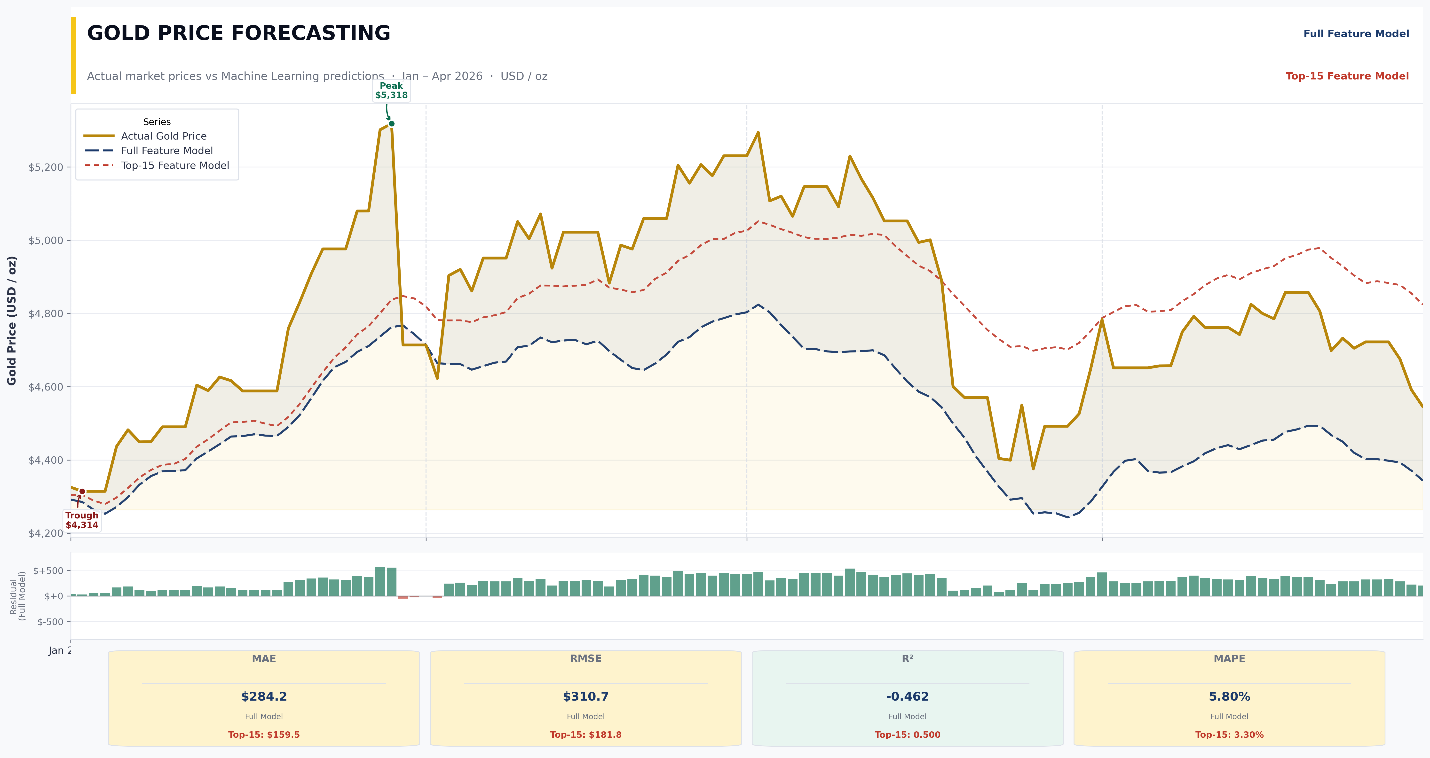 GOLD PRICE FORECASTING
Full Feature Model
Actual market prices vs Machine Learning predictions · Jan – Apr 2026 · USD / oz
Top-15 Feature Model
Peak
$5,318
Series
Actual Gold Price
Full Feature Model
Top-15 Feature Model
Gold Price (USD / oz)
$5,200
$5,000
$4,800
$4,600
$4,400
$4,200
Trough
$4,314
Residual
(Full Model)
$+500
$+0
$-500
Jan 2
MAE
$284.2
Full Model
Top-15: $159.5
RMSE
$310.7
Full Model
Top-15: $181.8
R²
-0.462
Full Model
Top-15: 0.500
MAPE
5.80%
Full Model
Top-15: 3.30%